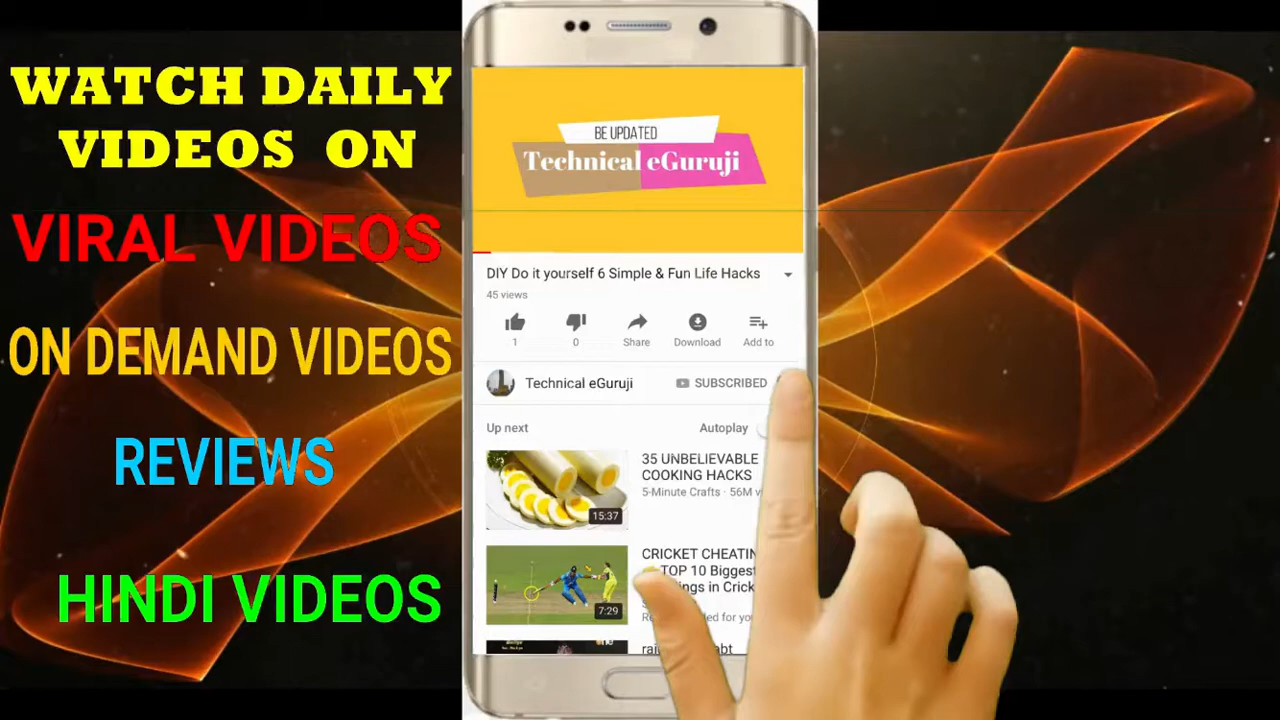 WATCH DAILY
VIDEOS ON
VIRAL VIDEOS
ON DEMAND VIDEOS
REVIEWS
HINDI VIDEOS
BE UPDATED
Technical eGuruji
DIY Do it yourself 6 Simple & Fun Life Hacks
45 views
1
0
Share
Download
Add to
Technical eGuruji
SUBSCRIBED
Up next
Autoplay
35 UNBELIEVABLE
COOKING HACKS
5-Minute Crafts · 56M
15:37
CRICKET
TOP 10 Biggest
in
7:29